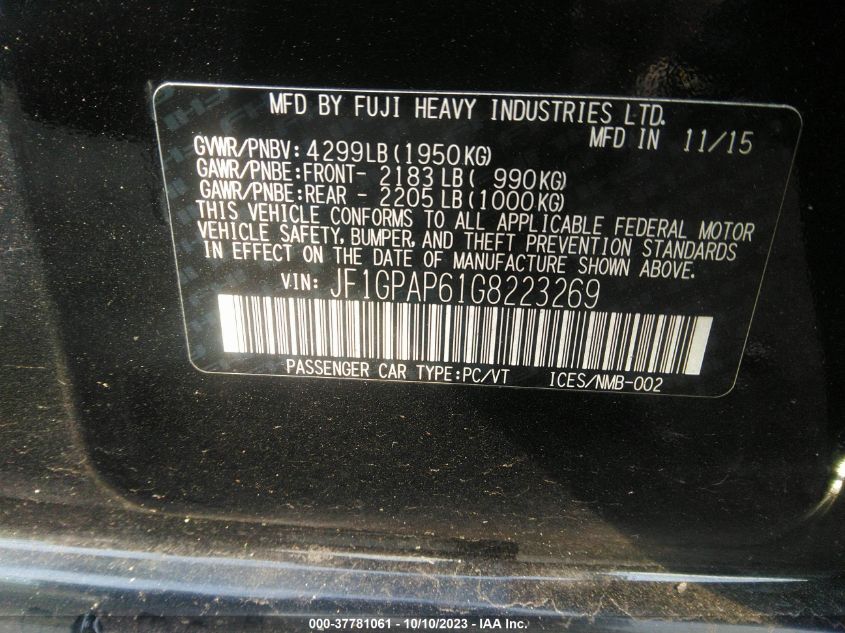 MFD BY FUJI HEAVY INDUSTRIES LTD.
MFD IN 11/15
GVWR/PNBV: 4299LB(1950KG)
GAWR/PNBE:FRONT- 2183LB( 990KG)
GAWR/PNBE:REAR - 2205LB(1000KG)
THIS VEHICLE CONFORMS TO ALL APPLICABLE FEDERAL MOTOR
VEHICLE SAFETY, BUMPER, AND THEFT PREVENTION STANDARDS
IN EFFECT ON THE DATE OF MANUFACTURE SHOWN ABOVE.
V.IN: JF1GPAP61G8223269
PASSENGER CAR TYPE:PC/VT ICES/NMB-002
000-37781061 - 10/10/2023 - IAA Inc.